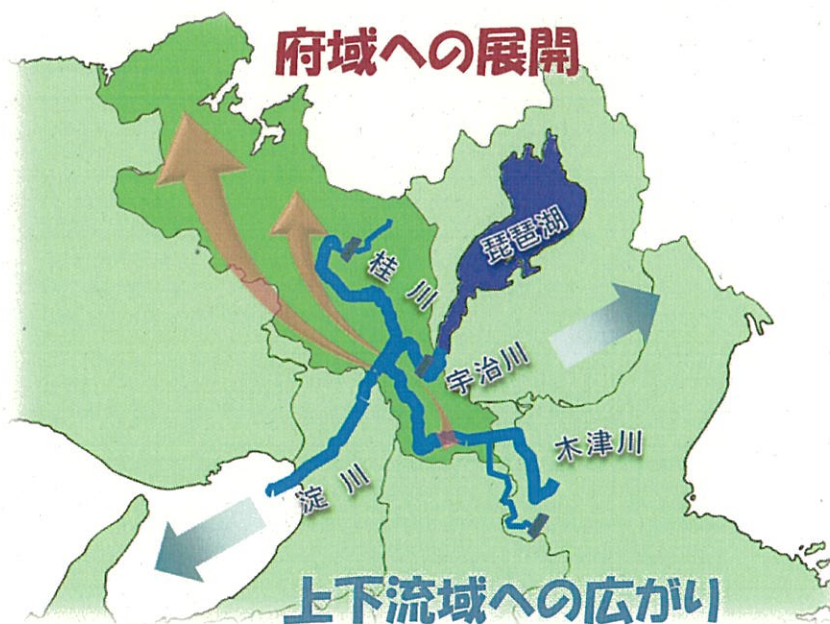 府域への展開
琵琶湖
桂川
宇治川
木津川
淀川
上下流域への広がり